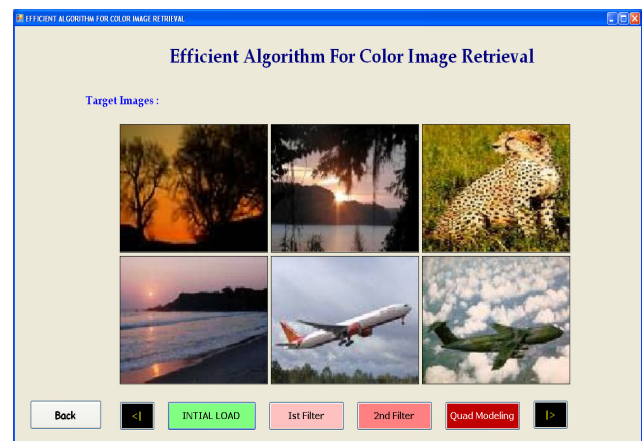 EFFICIENT ALGORITHM FOR COLOR IMAGE RETRIEVAL
Efficient Algorithm For Color Image Retrieval
Target Images :
Back <| INTIAL LOAD Ist Filter 2nd Filter Quad Modeling |>